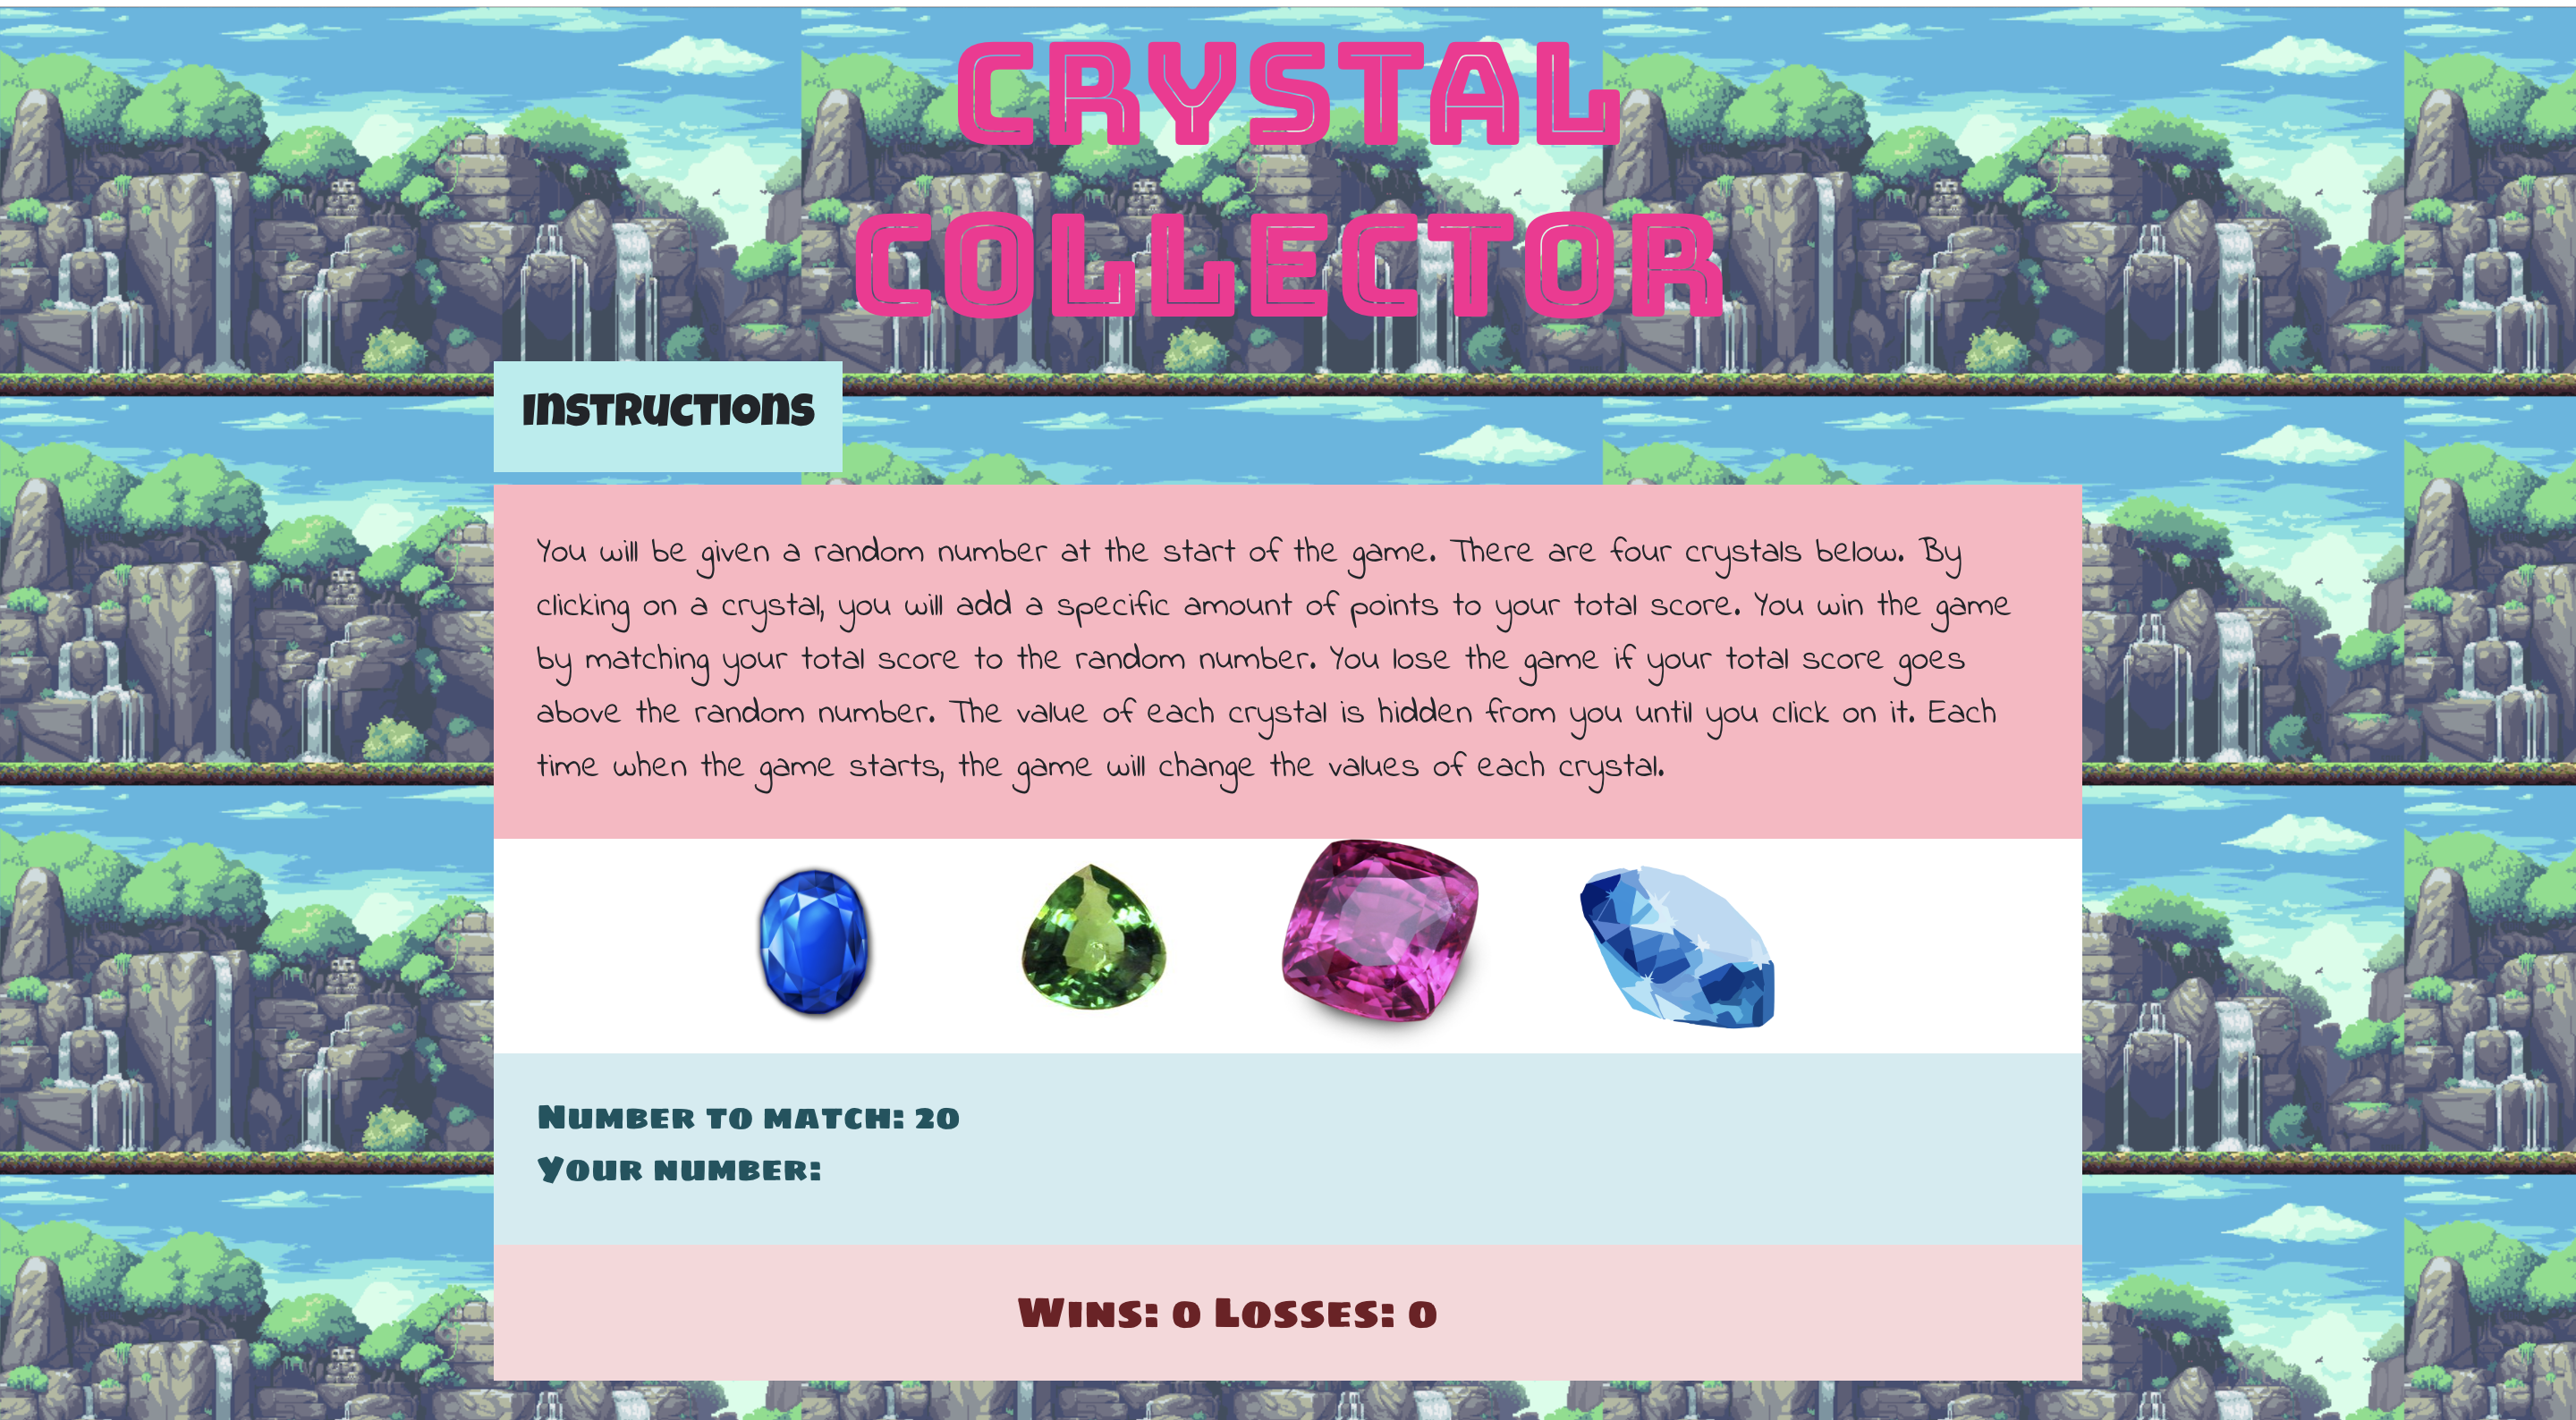 CRYSTAL
COLLECTOR
Instructions
You will be given a random number at the start of the game. There are four crystals below. By
clicking on a crystal, you will add a specific amount of points to your total score. You win the game
by matching your total score to the random number. You lose the game if your total score goes
above the random number. The value of each crystal is hidden from you until you click on it. Each
time when the game starts, the game will change the values of each crystal.
Number to match: 20
Your number:
Wins: 0 Losses: 0